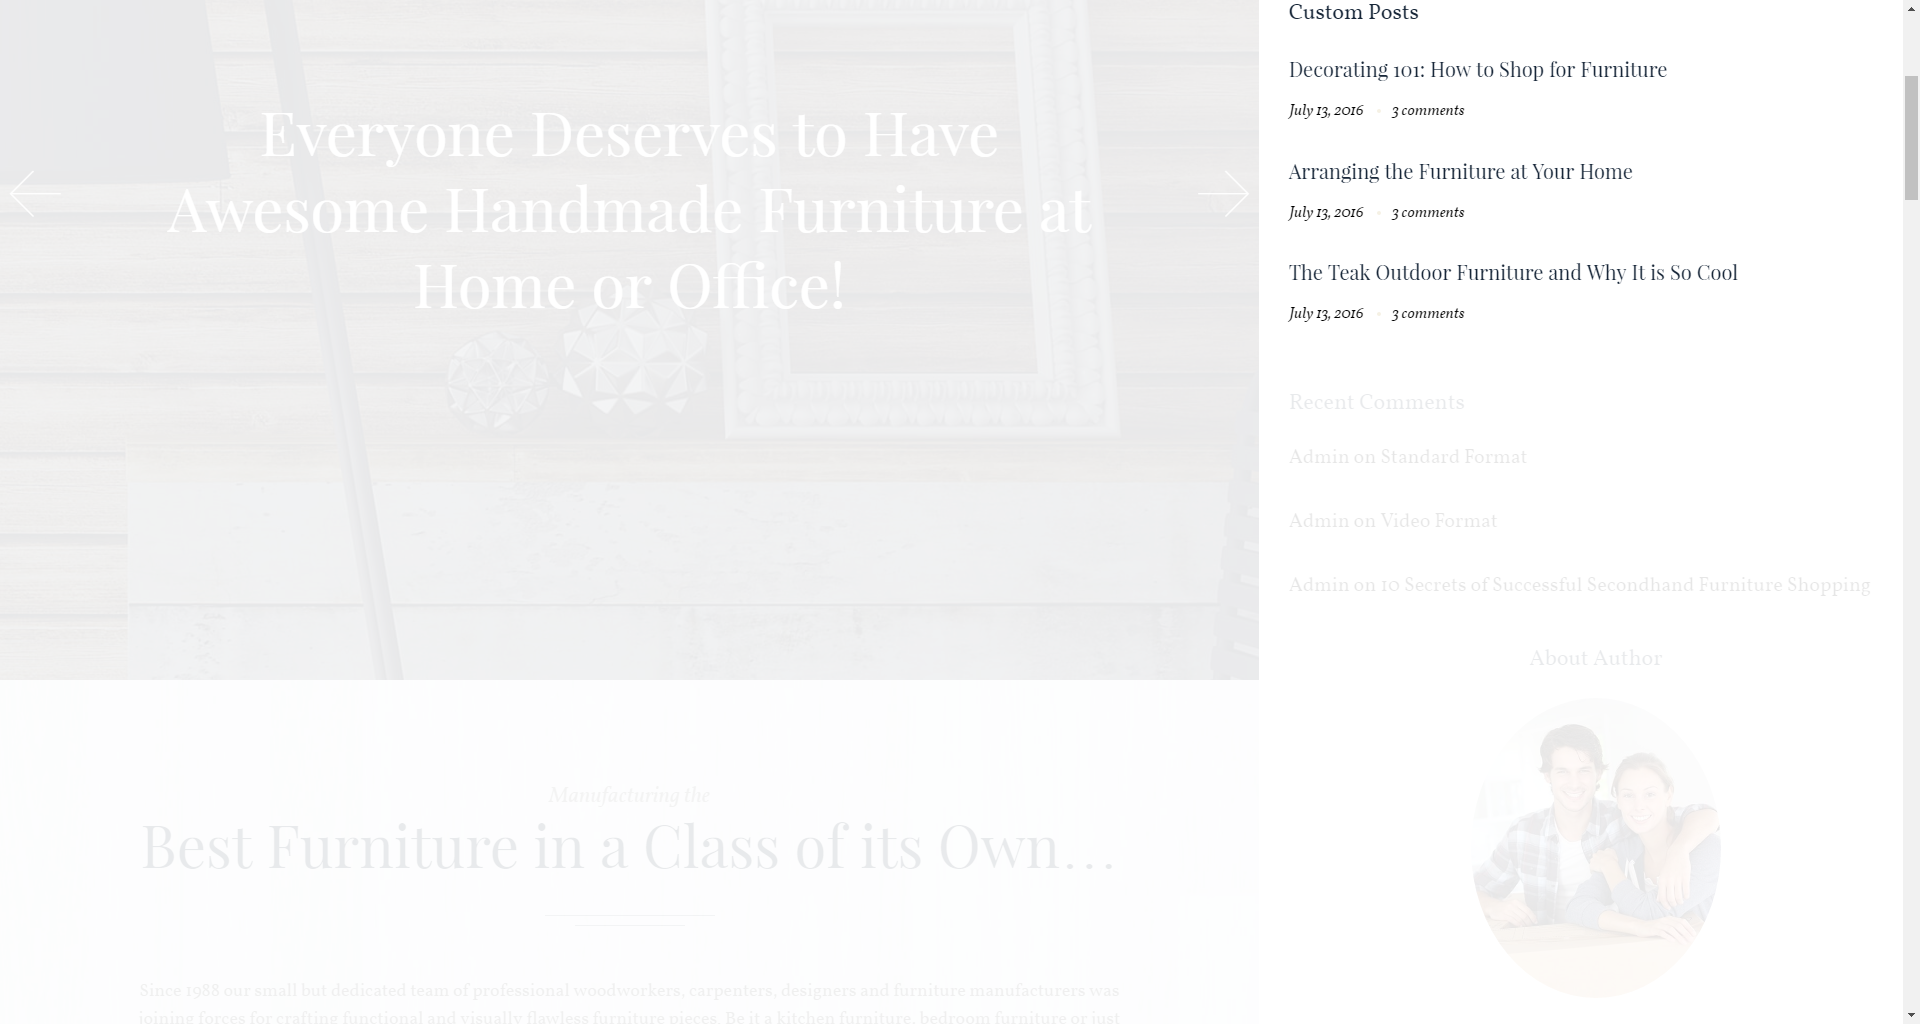 Everyone Deserves to Have
Awesome Handmade Furniture at
Home or Office!
Manufacturing the
Best Furniture in a Class of its Own...
Since 1988 our small but dedicated team of professional woodworkers, carpenters, designers and furniture manufacturers was
joining forces for crafting functional and visually flawless furniture pieces. Be it a kitchen furniture, bedroom furniture or just
Custom Posts
Decorating 101: How to Shop for Furniture
July 13, 2016 3 comments
Arranging the Furniture at Your Home
July 13, 2016 3 comments
The Teak Outdoor Furniture and Why It is So Cool
July 13, 2016 3 comments
Recent Comments
Admin on Standard Format
Admin on Video Format
Admin on 10 Secrets of Successful Secondhand Furniture Shopping
About Author